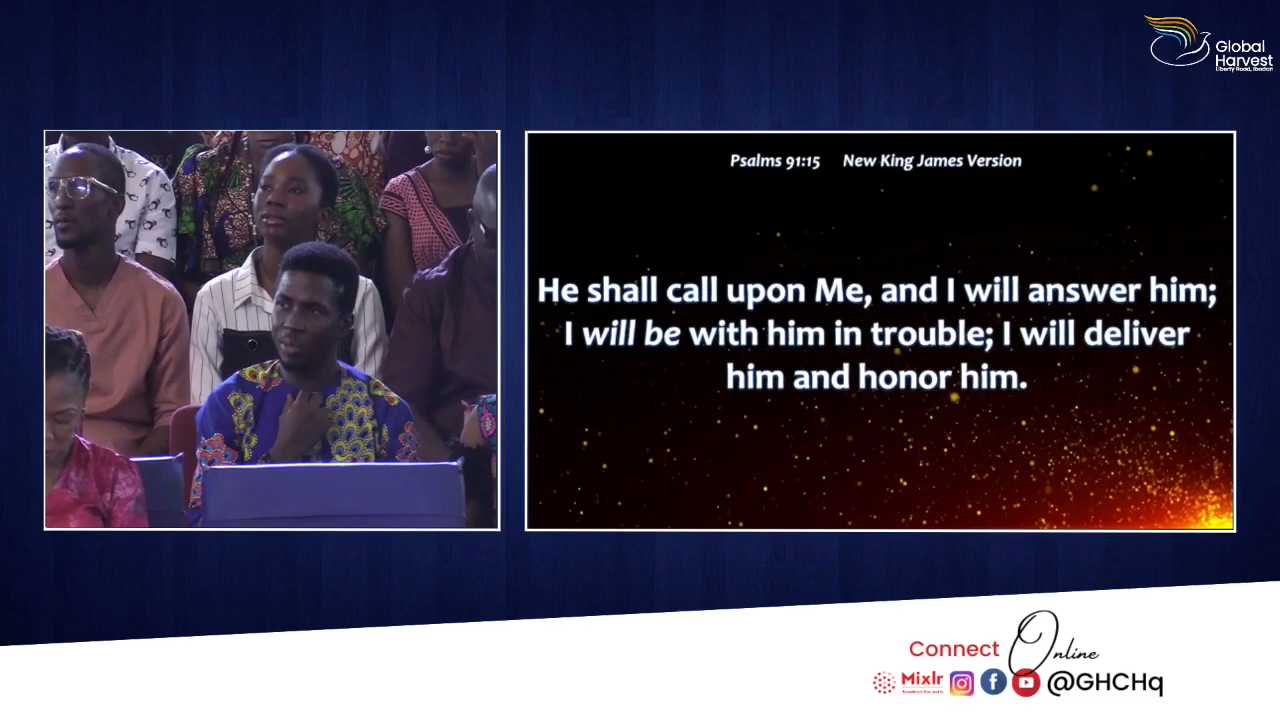 Global
Harvest
Liberty Road, Ibadan
Psalms 91:15 New King James Version
He shall call upon Me, and I will answer him;
I will be with him in trouble; I will deliver
him and honor him.
Connect Online
Mixlr
@GHCHq